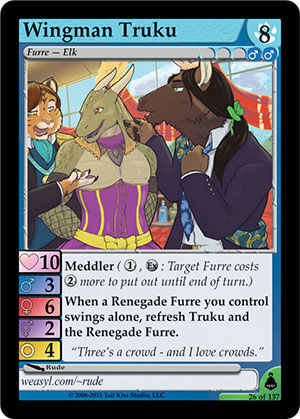 Wingman Truku
8
Furre – Elk
10
3
6
2
4
Meddler (①, Ⓔ : Target Furre costs
② more to put out until end of turn.)
When a Renegade Furre you control
swings alone, refresh Truku and
the Renegade Furre.
“Three’s a crowd - and I love crowds.”
Rude
weasyl.com/~rude
© 2008-2015 Tail Kiss Studio, LLC
26 of 137